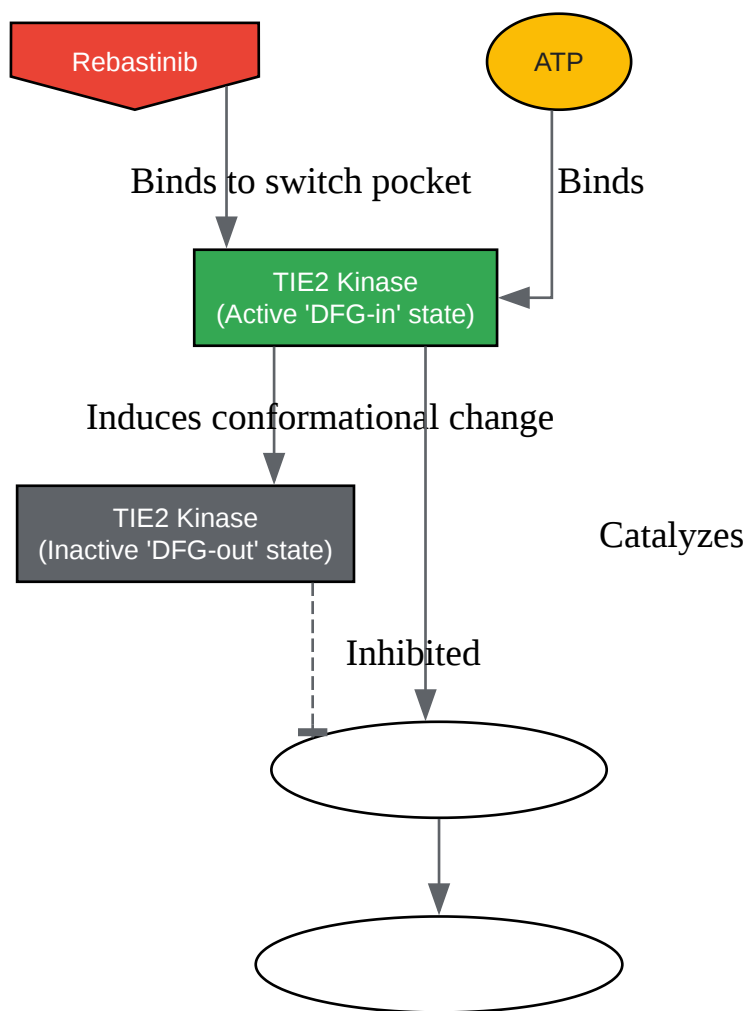 Rebastinib
ATP
Binds to switch pocket
Binds
TIE2 Kinase
(Active 'DFG-in' state)
Induces conformational change
TIE2 Kinase
(Inactive 'DFG-out' state)
Catalyzes
Inhibited